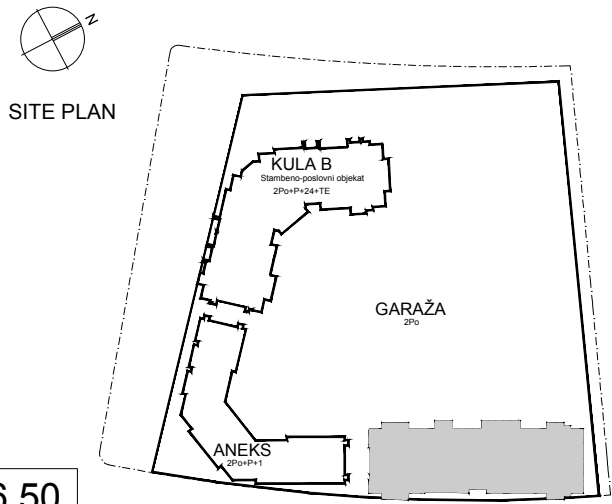 N
SITE PLAN
KULA B
Stambeno-poslovni objekat
2Po+P+24+TE
GARAŽA
2Po
ANEKS
2Po+P+1
6.50